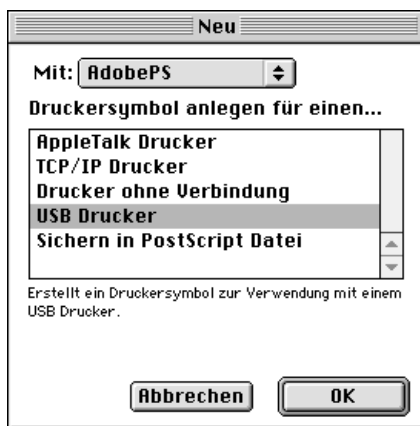 Neu
Mit: AdobePS
Druckersymbol anlegen für einen...
AppleTalk Drucker
TCP/IP Drucker
Drucker ohne Verbindung
USB Drucker
Sichern in PostScript Datei
Erstellt ein Druckersymbol zur Verwendung mit einem
USB Drucker.
Abbrechen OK